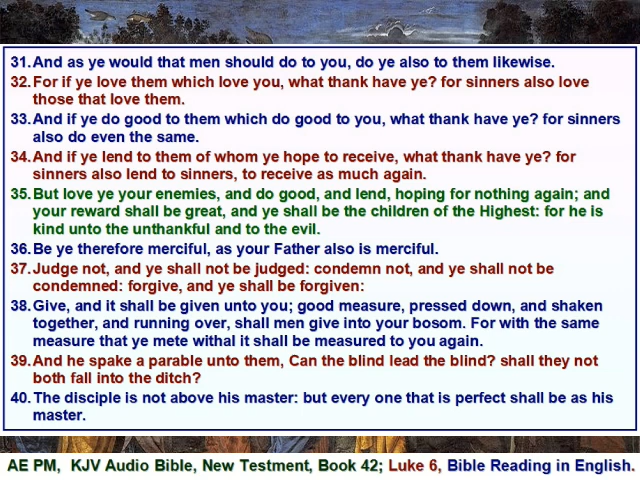 31. And as ye would that men should do to you, do ye also to them likewise.
32. For if ye love them which love you, what thank have ye? for sinners also love
those that love them.
33. And if ye do good to them which do good to you, what thank have ye? for sinners
also do even the same.
34. And if ye lend to them of whom ye hope to receive, what thank have ye? for
sinners also lend to sinners, to receive as much again.
35. But love ye your enemies, and do good, and lend, hoping for nothing again; and
your reward shall be great, and ye shall be the children of the Highest: for he is
kind unto the unthankful and to the evil.
36. Be ye therefore merciful, as your Father also is merciful.
37. Judge not, and ye shall not be judged: condemn not, and ye shall not be
condemned: forgive, and ye shall be forgiven:
38. Give, and it shall be given unto you; good measure, pressed down, and shaken
together, and running over, shall men give into your bosom. For with the same
measure that ye mete withal it shall be measured to you again.
39. And he spake a parable unto them, Can the blind lead the blind? shall they not
both fall into the ditch?
40. The disciple is not above his master: but every one that is perfect shall be as his
master.
AE PM, KJV Audio Bible, New Testment, Book 42; Luke 6, Bible Reading in English.